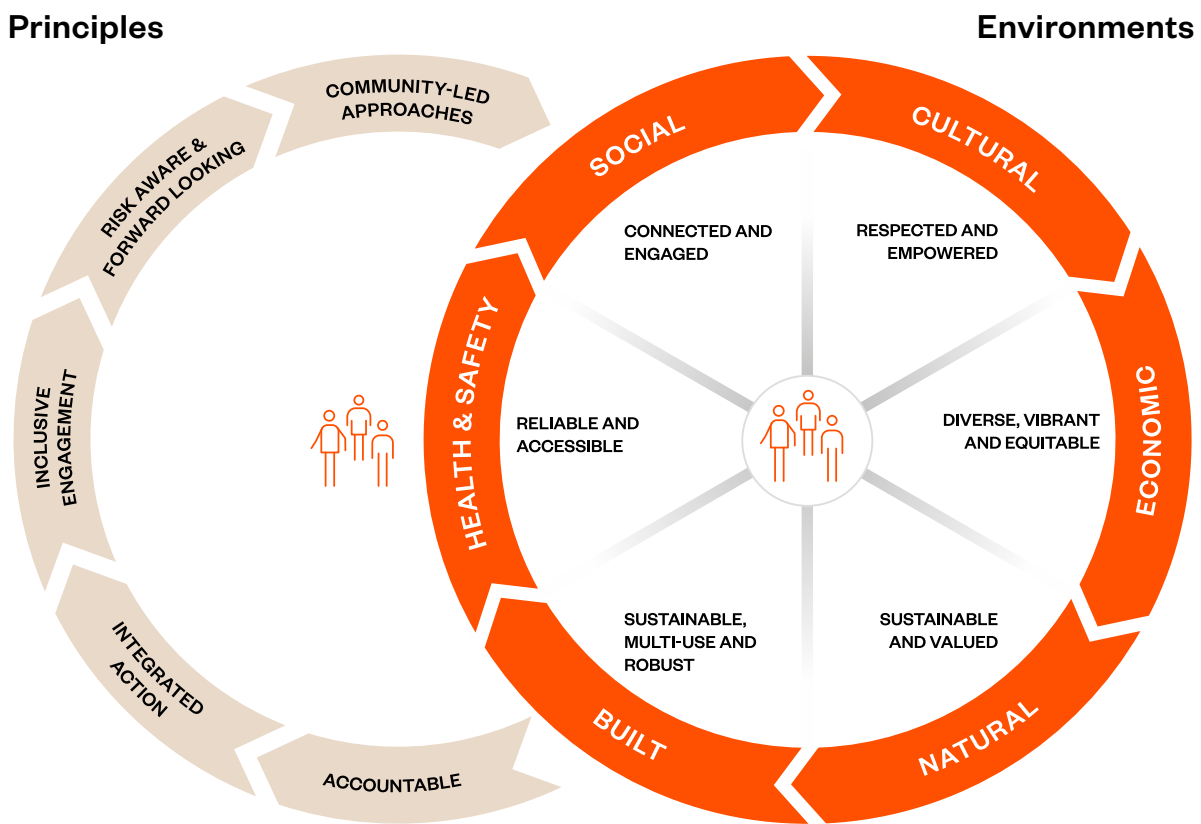 Principles
Environments
COMMUNITY-LED
APPROACHES
RISK AWARE &
FORWARD LOOKING
INCLUSIVE
ENGAGEMENT
INTEGRATED
ACTION
ACCOUNTABLE
SOCIAL
CULTURAL
ECONOMIC
NATURAL
BUILT
HEALTH & SAFETY
CONNECTED AND
ENGAGED
RESPECTED AND
EMPOWERED
DIVERSE, VIBRANT
AND EQUITABLE
SUSTAINABLE
AND VALUED
SUSTAINABLE,
MULTI-USE AND
ROBUST
RELIABLE AND
ACCESSIBLE